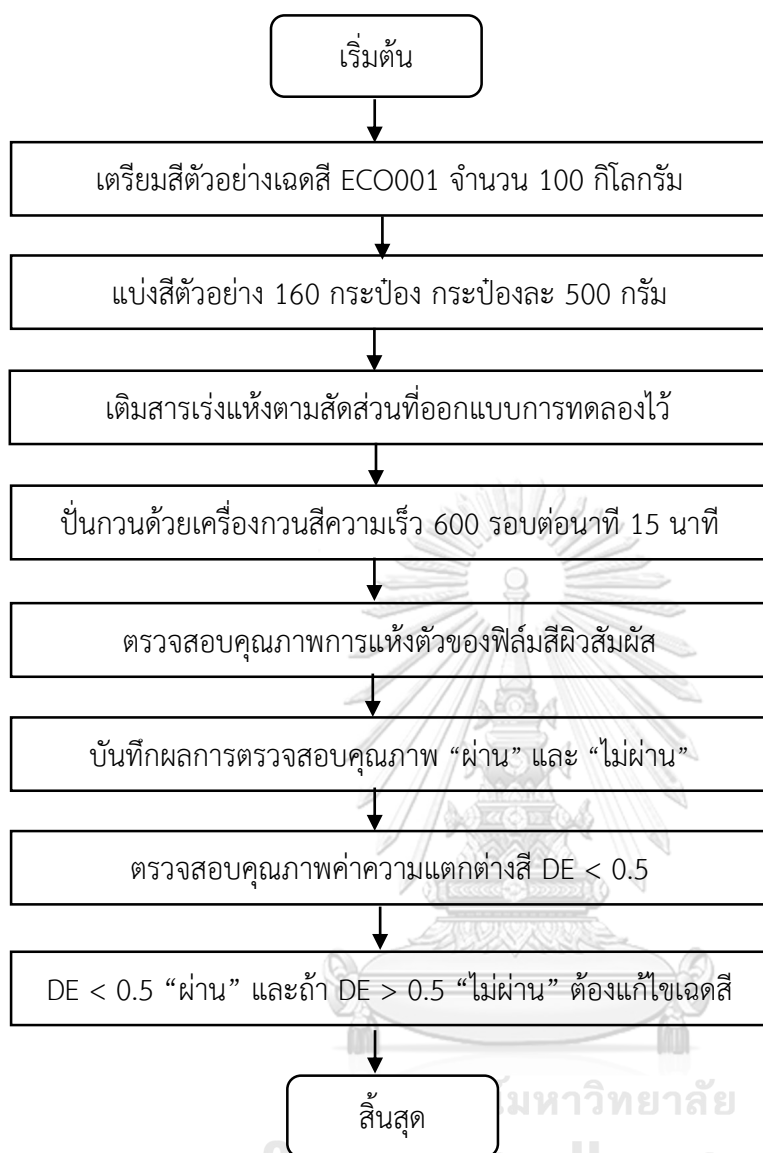 เริ่มต้น
เตรียมสีตัวอย่างเฉดสี ECO001 จำนวน 100 กิโลกรัม
แบ่งสีตัวอย่าง 160 กระป๋อง กระป๋องละ 500 กรัม
เติมสารเร่งแห้งตามสัดส่วนที่ออกแบบการทดลองไว้
ปั่นกวนด้วยเครื่องกวนสีความเร็ว 600 รอบต่อนาที 15 นาที
ตรวจสอบคุณภาพการแห้งตัวของฟิล์มสีผิวสัมผัส
บันทึกผลการตรวจสอบคุณภาพ “ผ่าน” และ “ไม่ผ่าน”
ตรวจสอบคุณภาพค่าความแตกต่างสี DE < 0.5
DE < 0.5 “ผ่าน” และถ้า DE > 0.5 “ไม่ผ่าน” ต้องแก้ไขเฉดสี
สิ้นสุด
มหาวิทยาลัย